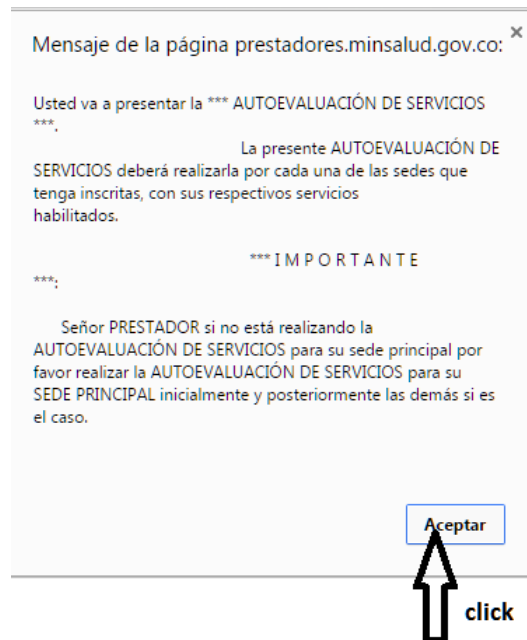 Mensaje de la página prestadores.minsalud.gov.co: ×
Usted va a presentar la *** AUTOEVALUACIÓN DE SERVICIOS
***.
La presente AUTOEVALUACIÓN DE
SERVICIOS deberá realizarla por cada una de las sedes que
tenga inscritas, con sus respectivos servicios
habilitados.
*** I M P O R T A N T E
***:
Señor PRESTADOR si no está realizando la
AUTOEVALUACIÓN DE SERVICIOS para su sede principal por
favor realizar la AUTOEVALUACIÓN DE SERVICIOS para su
SEDE PRINCIPAL inicialmente y posteriormente las demás si es
el caso.
Aceptar
click